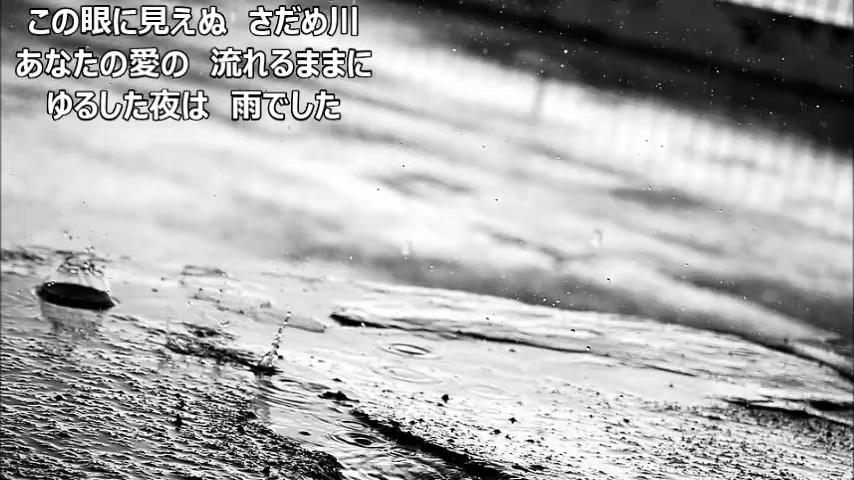 この眼に見えぬ さだめ川
あなたの愛の 流れるままに
ゆるした夜は 雨でした